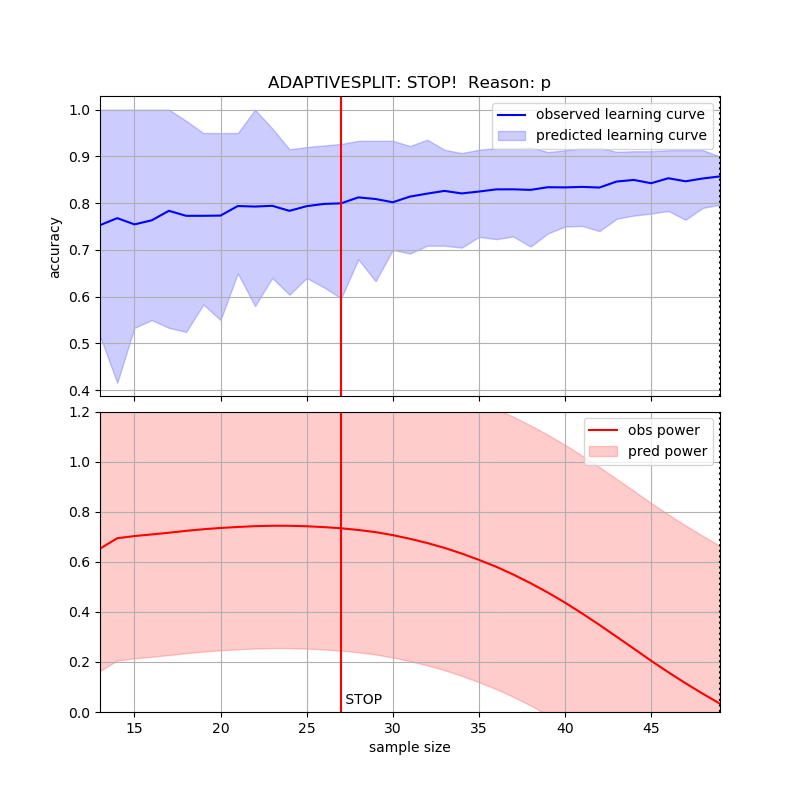 ADAPTIVESPLIT: STOP!  Reason: p
1.0
0.9
0.8
0.7
0.6
0.5
0.4
accuracy
observed learning curve
predicted learning curve
1.2
1.0
0.8
0.6
0.4
0.2
0.0
obs power
pred power
STOP
15 20 25 30 35 40 45
sample size